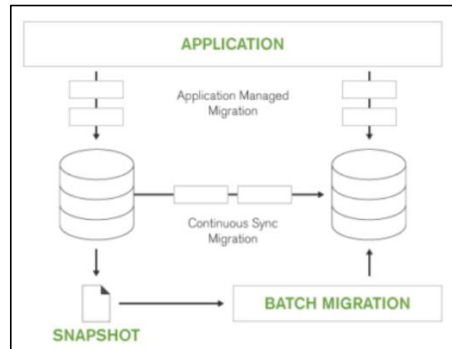 APPLICATION
Application Managed
Migration
Continuous Sync
Migration
BATCH MIGRATION
SNAPSHOT